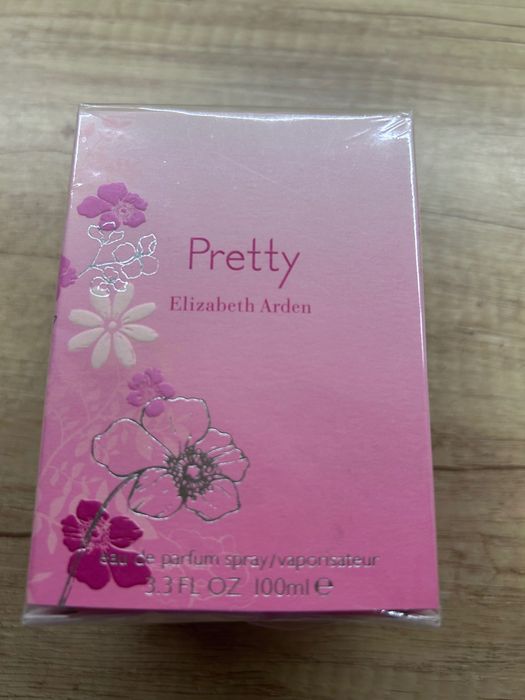 Pretty
Elizabeth Arden
eau de parfum spray/vaporisateur
3.3 FL OZ 100ml ℮